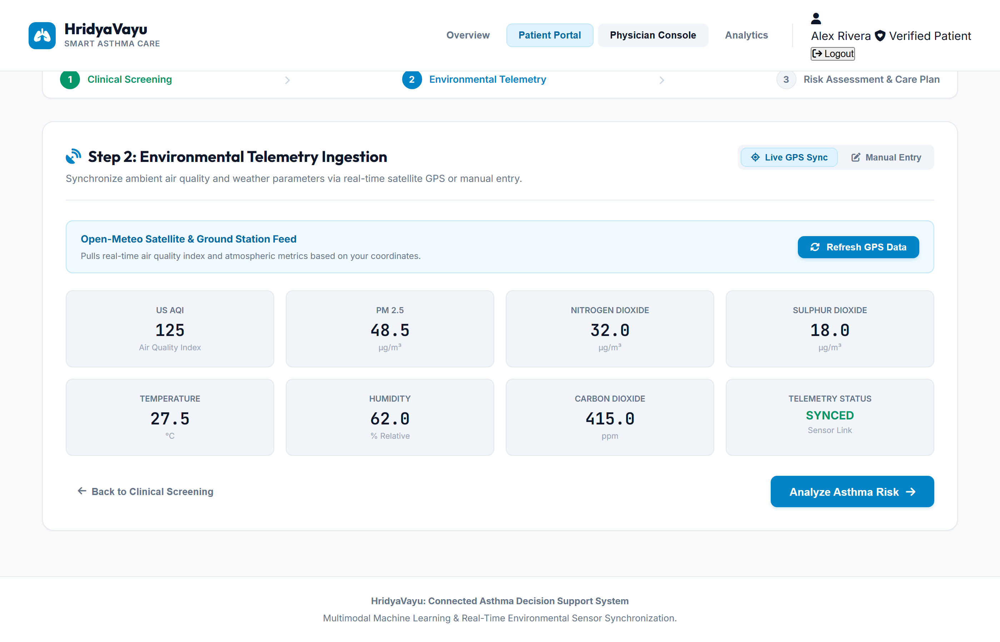 HridyaVayu
SMART ASTHMA CARE
Overview
Patient Portal
Physician Console
Analytics
Alex Rivera Verified Patient
Logout
1 Clinical Screening
2 Environmental Telemetry
3 Risk Assessment & Care Plan
Step 2: Environmental Telemetry Ingestion
Live GPS Sync
Manual Entry
Synchronize ambient air quality and weather parameters via real-time satellite GPS or manual entry.
Open-Meteo Satellite & Ground Station Feed
Pulls real-time air quality index and atmospheric metrics based on your coordinates.
Refresh GPS Data
US AQI
125
Air Quality Index
PM 2.5
48.5
µg/m³
NITROGEN DIOXIDE
32.0
µg/m³
SULPHUR DIOXIDE
18.0
µg/m³
TEMPERATURE
27.5
°C
HUMIDITY
62.0
% Relative
CARBON DIOXIDE
415.0
ppm
TELEMETRY STATUS
SYNCED
Sensor Link
Back to Clinical Screening
Analyze Asthma Risk
HridyaVayu: Connected Asthma Decision Support System
Multimodal Machine Learning & Real-Time Environmental Sensor Synchronization.